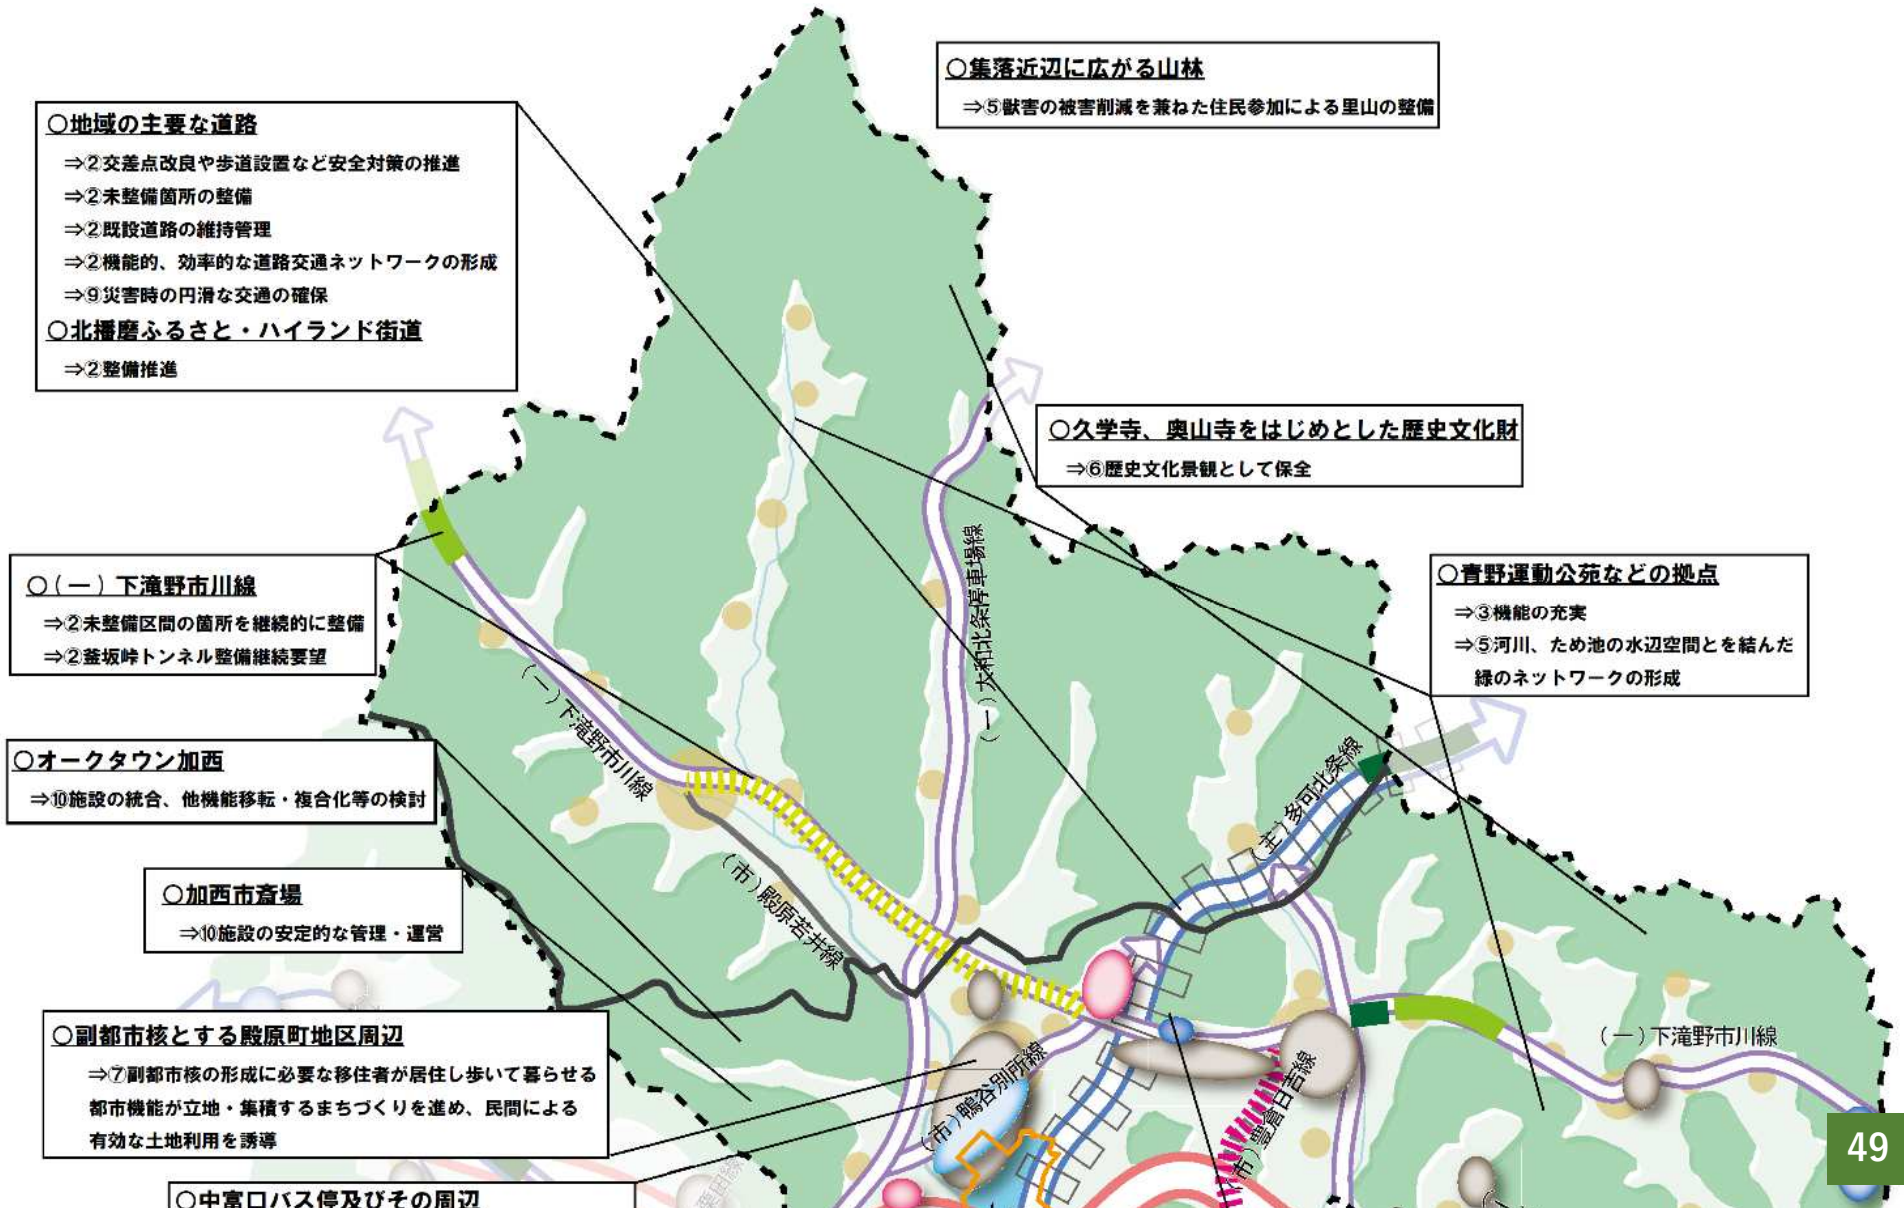 ○集落近辺に広がる山林
⇒⑤獣害の被害削減を兼ねた住民参加による里山の整備
○地域の主要な道路
⇒②交差点改良や歩道設置など安全対策の推進
⇒②未整備箇所の整備
⇒②既設道路の維持管理
⇒②機能的、効率的な道路交通ネットワークの形成
⇒⑨災害時の円滑な交通の確保
○北播磨ふるさと・ハイランド街道
⇒②整備推進
○久学寺、奥山寺をはじめとした歴史文化財
⇒⑥歴史文化景観として保全
○(一)下滝野市川線
⇒②未整備区間の箇所を継続的に整備
⇒②釜坂峠トンネル整備継続要望
○青野運動公苑などの拠点
⇒③機能の充実
⇒⑤河川、ため池の水辺空間とを結んだ
緑のネットワークの形成
(一)大和北条停車場線
(一)下滝野市川線
(主)多可北条線
○オークタウン加西
⇒⑩施設の統合、他機能移転・複合化等の検討
(市)殿原若井線
○加西市斎場
⇒⑩施設の安定的な管理・運営
○副都市核とする殿原町地区周辺
⇒⑦副都市核の形成に必要な移住者が居住し歩いて暮らせる
都市機能が立地・集積するまちづくりを進め、民間による
有効な土地利用を誘導
(一)下滝野市川線
(市)鴨谷別所線
(市)豊倉日吉線
49
○中富口バス停及びその周辺